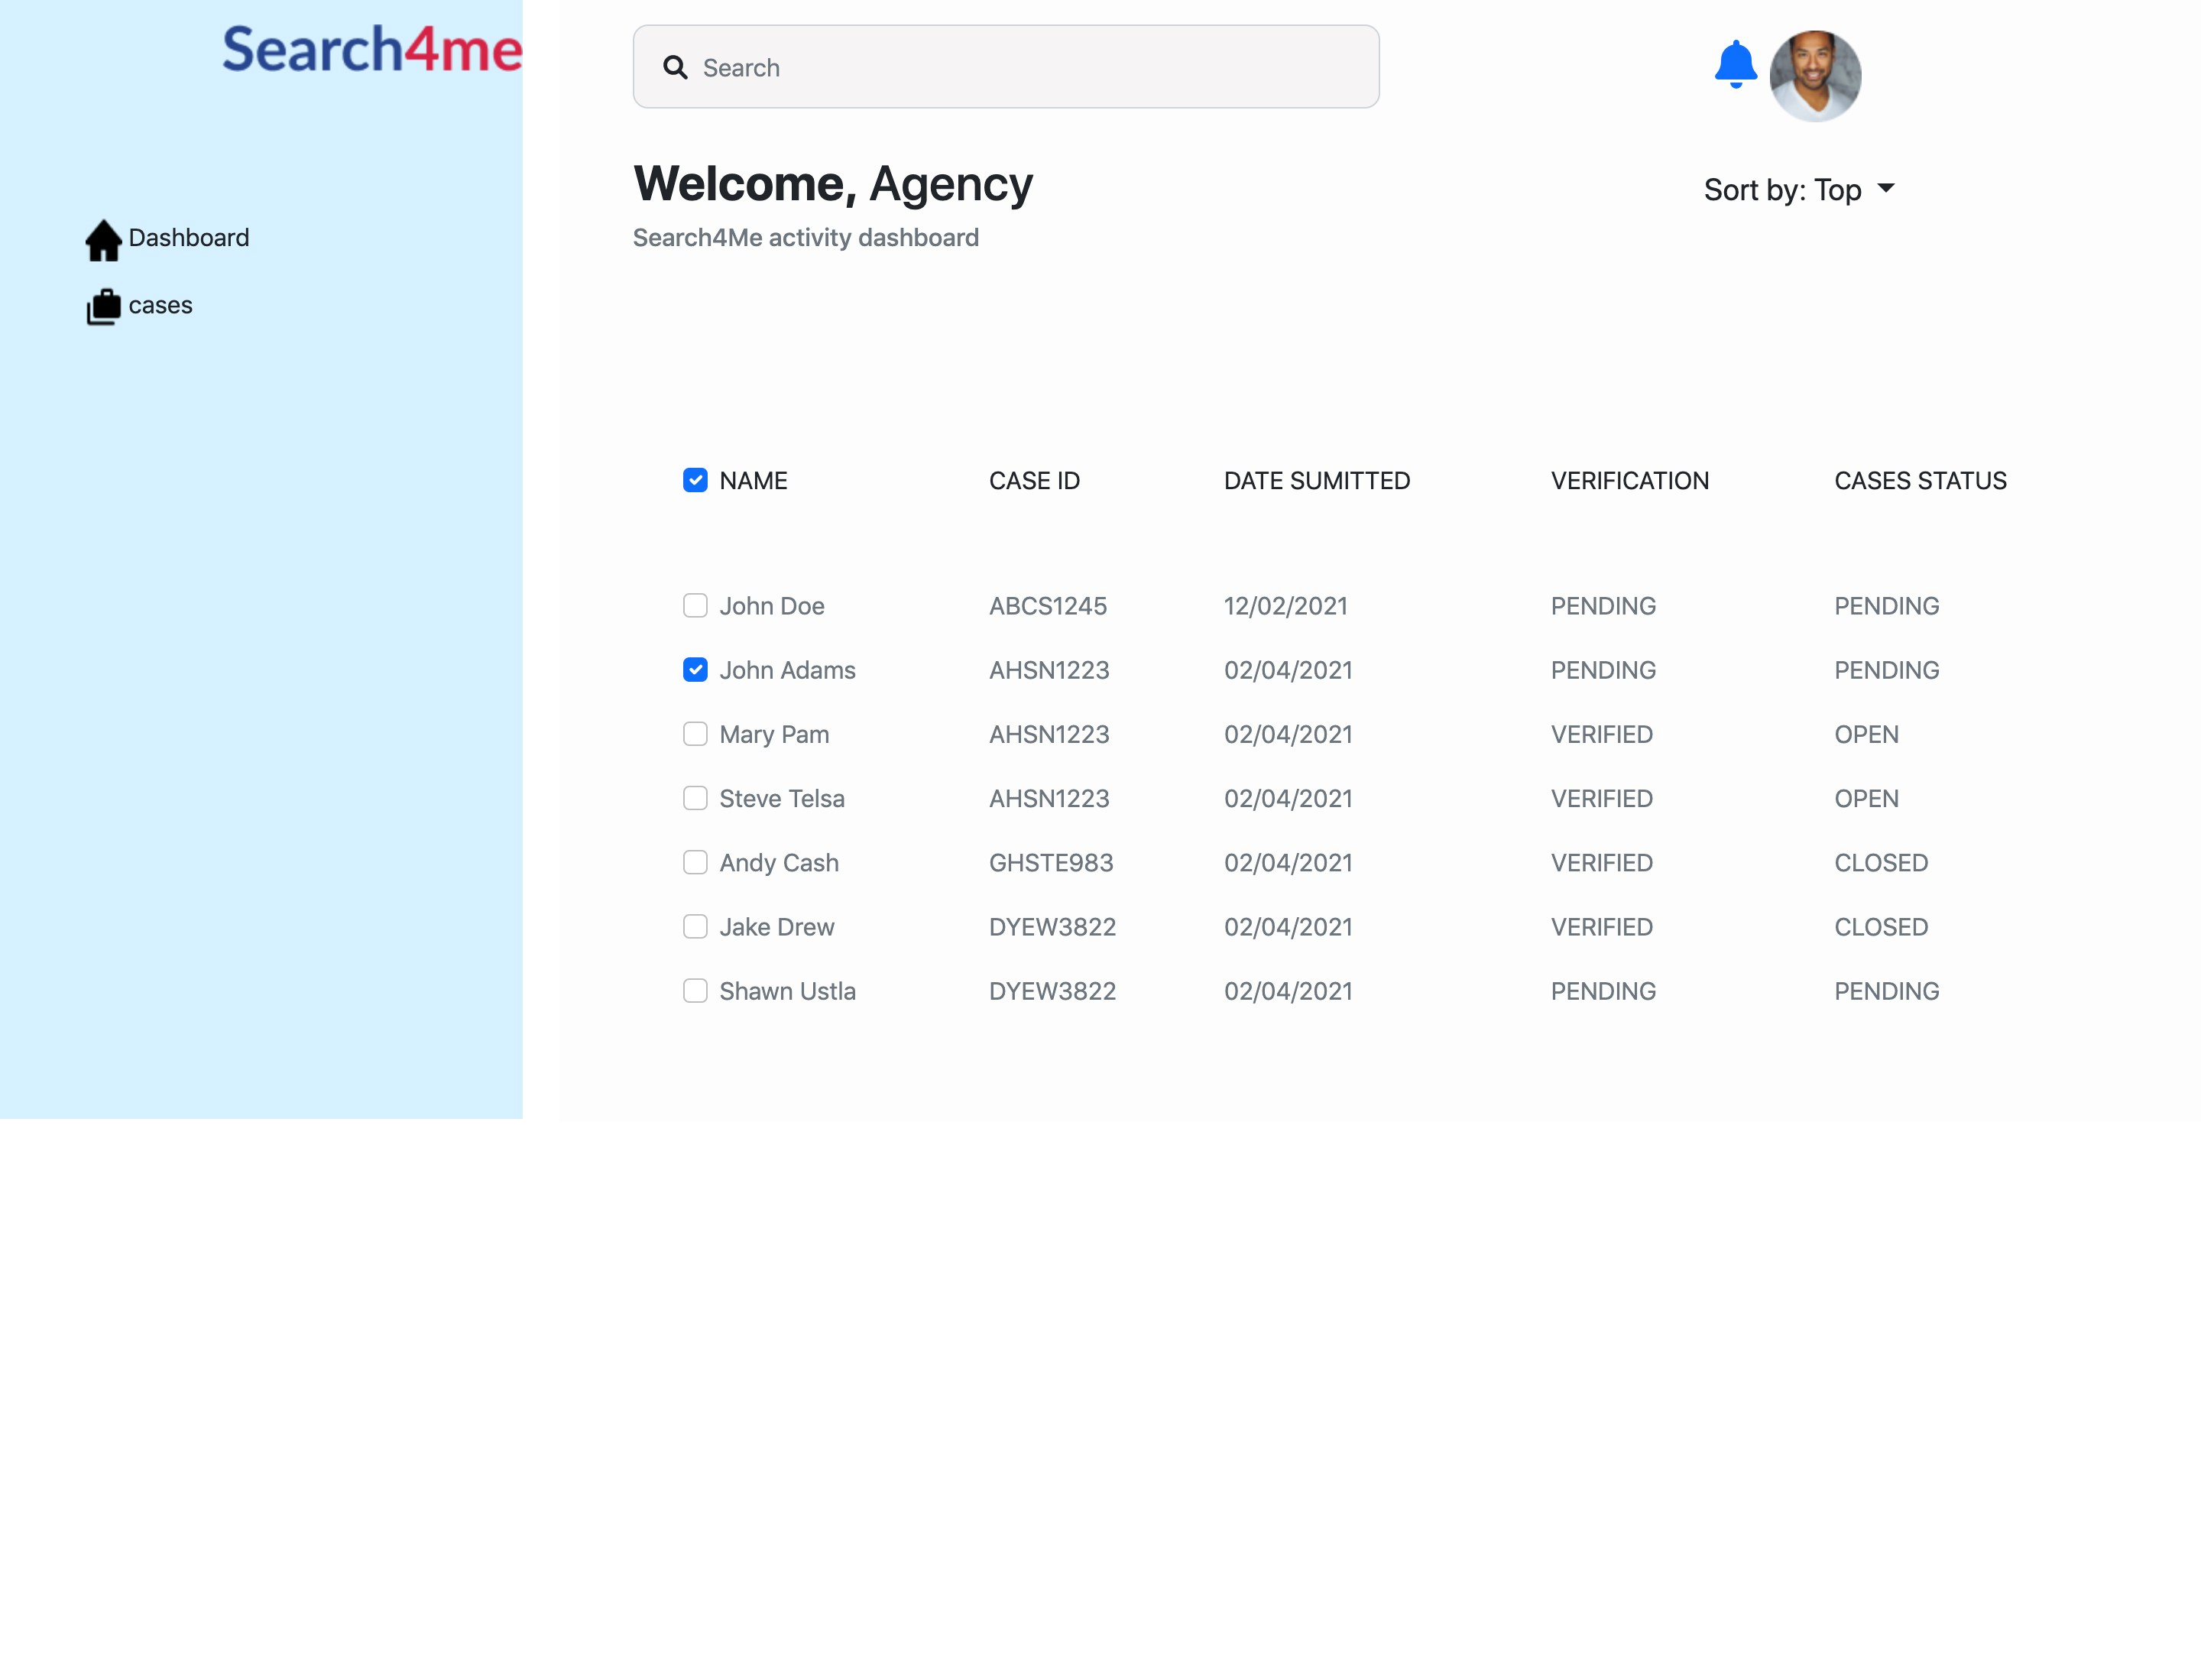 Search4me
Search
Welcome, Agency
Sort by: Top
Search4Me activity dashboard
Dashboard
cases
NAME CASE ID DATE SUMITTED VERIFICATION CASES STATUS
John Doe ABCS1245 12/02/2021 PENDING PENDING
John Adams AHSN1223 02/04/2021 PENDING PENDING
Mary Pam AHSN1223 02/04/2021 VERIFIED OPEN
Steve Telsa AHSN1223 02/04/2021 VERIFIED OPEN
Andy Cash GHSTE983 02/04/2021 VERIFIED CLOSED
Jake Drew DYEW3822 02/04/2021 VERIFIED CLOSED
Shawn Ustla DYEW3822 02/04/2021 PENDING PENDING